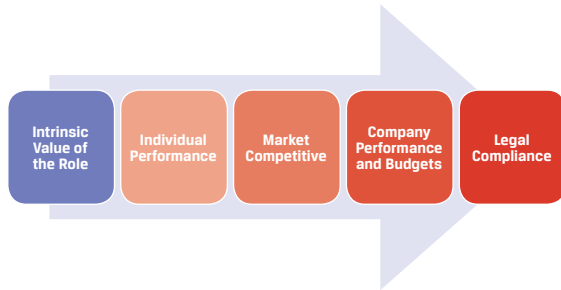 Intrinsic
Value of
the Role
Individual
Performance
Market
Competitive
Company
Performance
and Budgets
Legal
Compliance